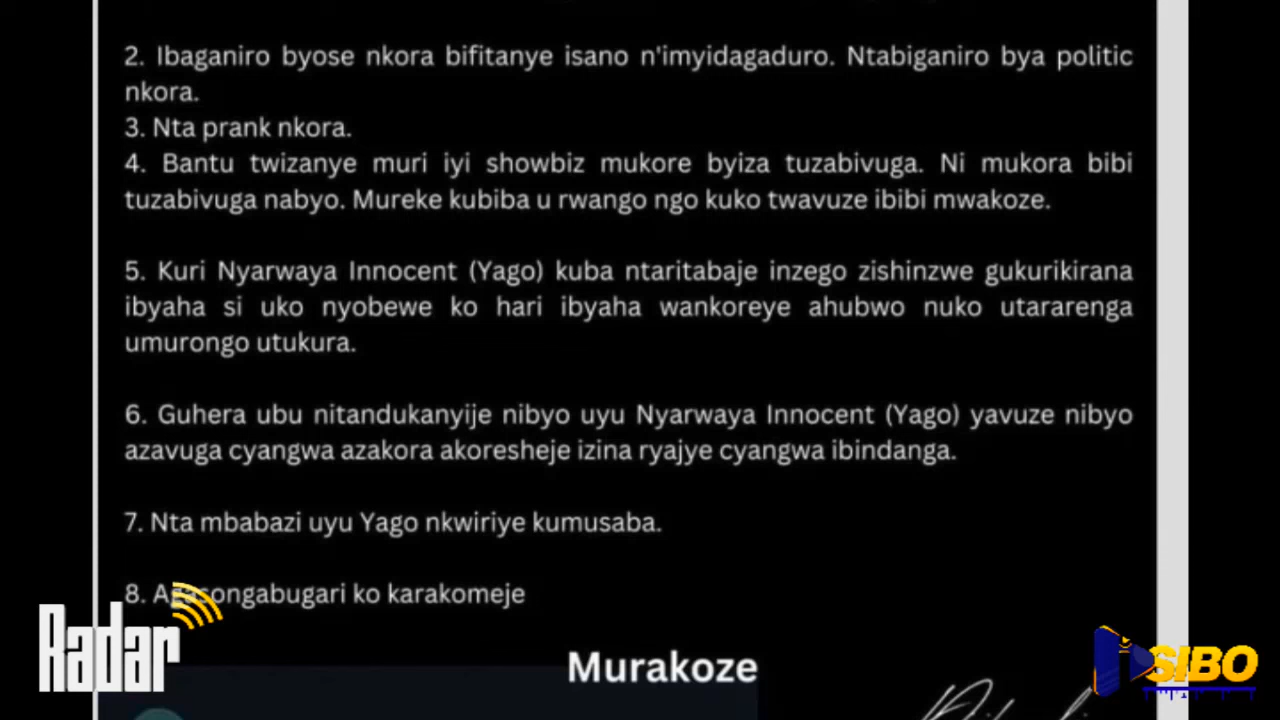 2. Ibaganiro byose nkora bifitanye isano n'imyidagaduro. Ntabiganiro bya politic
nkora.
3. Nta prank nkora.
4. Bantu twizanye muri iyi showbiz mukore byiza tuzabivuga. Ni mukora bibi
tuzabivuga nabyo. Mureke kubiba u rwango ngo kuko twavuze ibibi mwakoze.
5. Kuri Nyarwaya Innocent (Yago) kuba ntaritabaje inzego zishinzwe gukurikirana
ibyaha si uko nyobewe ko hari ibyaha wankoreye ahubwo nuko utararenga
umurongo utukura.
6. Guhera ubu nitandukanyije nibyo uyu Nyarwaya Innocent (Yago) yavuze nibyo
azavuga cyangwa azakora akoresheje izina ryajye cyangwa ibindanga.
7. Nta mbabazi uyu Yago nkwiriye kumusaba.
8. Agasongabugari ko karakomeje
Murakoze
Radar
ISIBO